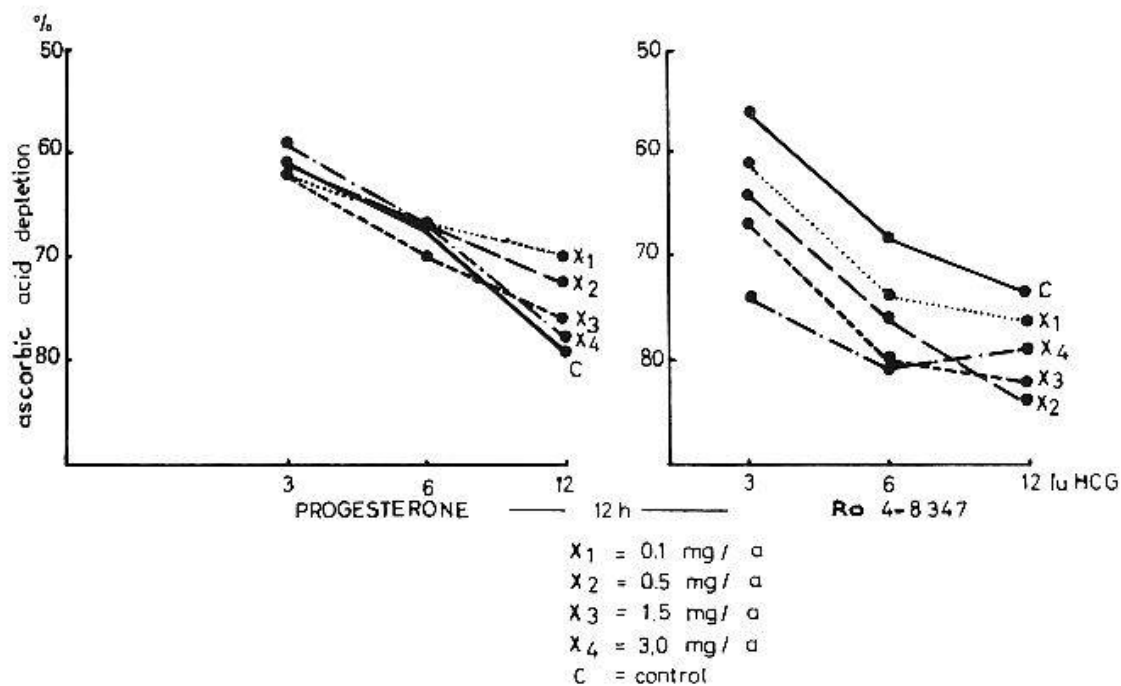 %
50
60
70
80
ascorbic acid depletion
X1
X2
X3
X4
C
3 6 12
PROGESTERONE
50
60
70
80
C
X1
X4
X3
X2
3 6 12 Iu HCG
12 h
Ro 4-8347
X1 = 0.1 mg/ a
X2 = 0.5 mg/ a
X3 = 1.5 mg/ a
X4 = 3,0 mg/ a
C = control